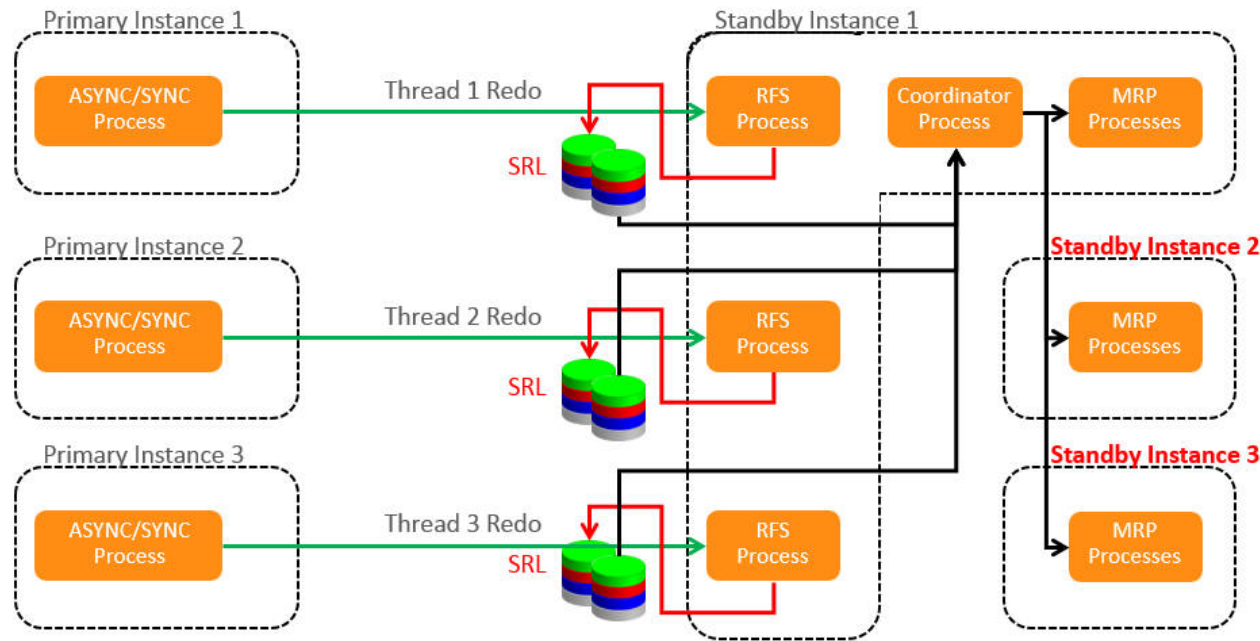 Primary Instance 1
Standby Instance 1
ASYNC/SYNC
Process
Thread 1 Redo
RFS
Process
Coordinator
Process
MRP
Processes
SRL
Primary Instance 2
Standby Instance 2
ASYNC/SYNC
Process
Thread 2 Redo
RFS
Process
MRP
Processes
SRL
Primary Instance 3
Standby Instance 3
ASYNC/SYNC
Process
Thread 3 Redo
RFS
Process
MRP
Processes
SRL